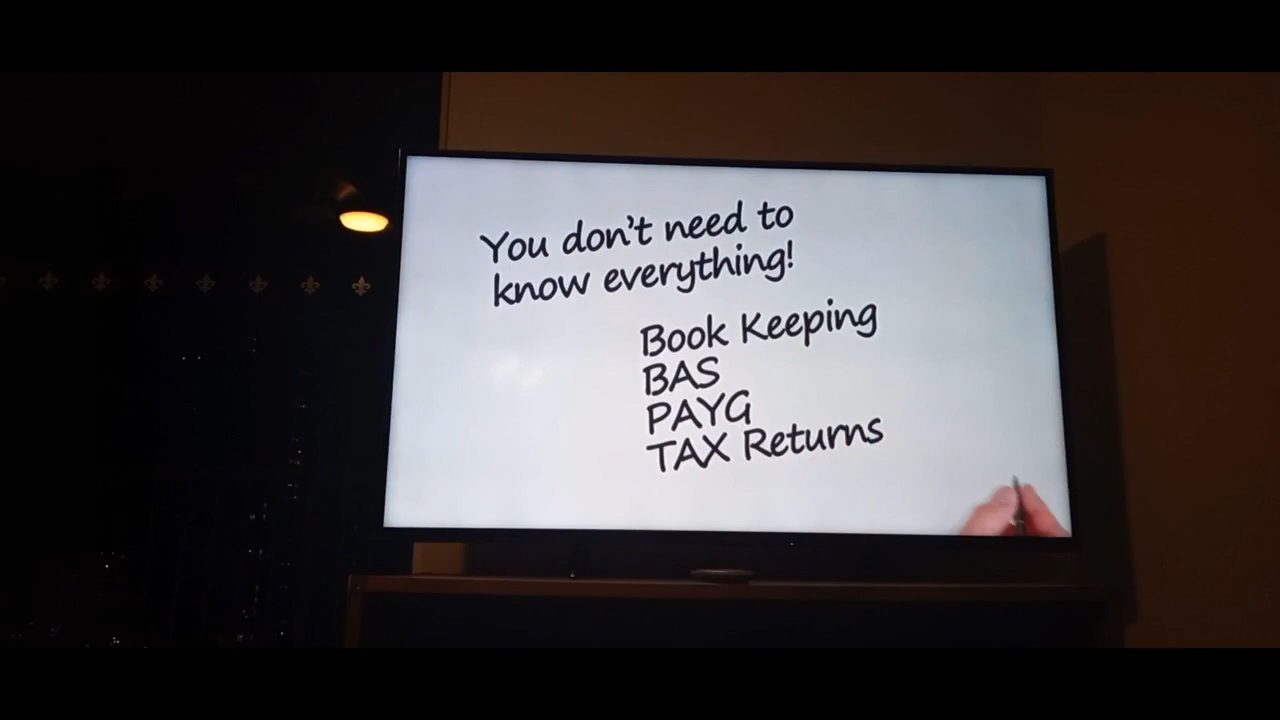 You don't need to
know everything!
Book Keeping
BAS
PAYG
TAX Returns